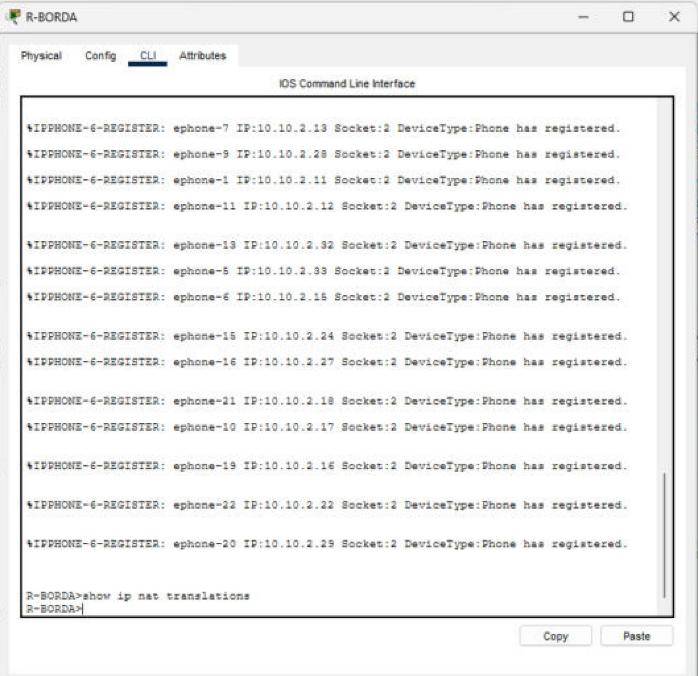 R-BORDA
Physical Config CLI Attributes
IOS Command Line Interface
%IPPHONE-6-REGISTER: ephone-7 IP:10.10.2.13 Socket:2 DeviceType:Phone has registered.
%IPPHONE-6-REGISTER: ephone-9 IP:10.10.2.28 Socket:2 DeviceType:Phone has registered.
%IPPHONE-6-REGISTER: ephone-1 IP:10.10.2.11 Socket:2 DeviceType:Phone has registered.
%IPPHONE-6-REGISTER: ephone-11 IP:10.10.2.12 Socket:2 DeviceType:Phone has registered.
%IPPHONE-6-REGISTER: ephone-13 IP:10.10.2.32 Socket:2 DeviceType:Phone has registered.
%IPPHONE-6-REGISTER: ephone-5 IP:10.10.2.33 Socket:2 DeviceType:Phone has registered.
%IPPHONE-6-REGISTER: ephone-6 IP:10.10.2.15 Socket:2 DeviceType:Phone has registered.
%IPPHONE-6-REGISTER: ephone-15 IP:10.10.2.24 Socket:2 DeviceType:Phone has registered.
%IPPHONE-6-REGISTER: ephone-16 IP:10.10.2.27 Socket:2 DeviceType:Phone has registered.
%IPPHONE-6-REGISTER: ephone-21 IP:10.10.2.18 Socket:2 DeviceType:Phone has registered.
%IPPHONE-6-REGISTER: ephone-10 IP:10.10.2.17 Socket:2 DeviceType:Phone has registered.
%IPPHONE-6-REGISTER: ephone-19 IP:10.10.2.16 Socket:2 DeviceType:Phone has registered.
%IPPHONE-6-REGISTER: ephone-22 IP:10.10.2.22 Socket:2 DeviceType:Phone has registered.
%IPPHONE-6-REGISTER: ephone-20 IP:10.10.2.29 Socket:2 DeviceType:Phone has registered.
R-BORDA>show ip nat translations
R-BORDA>
Copy Paste